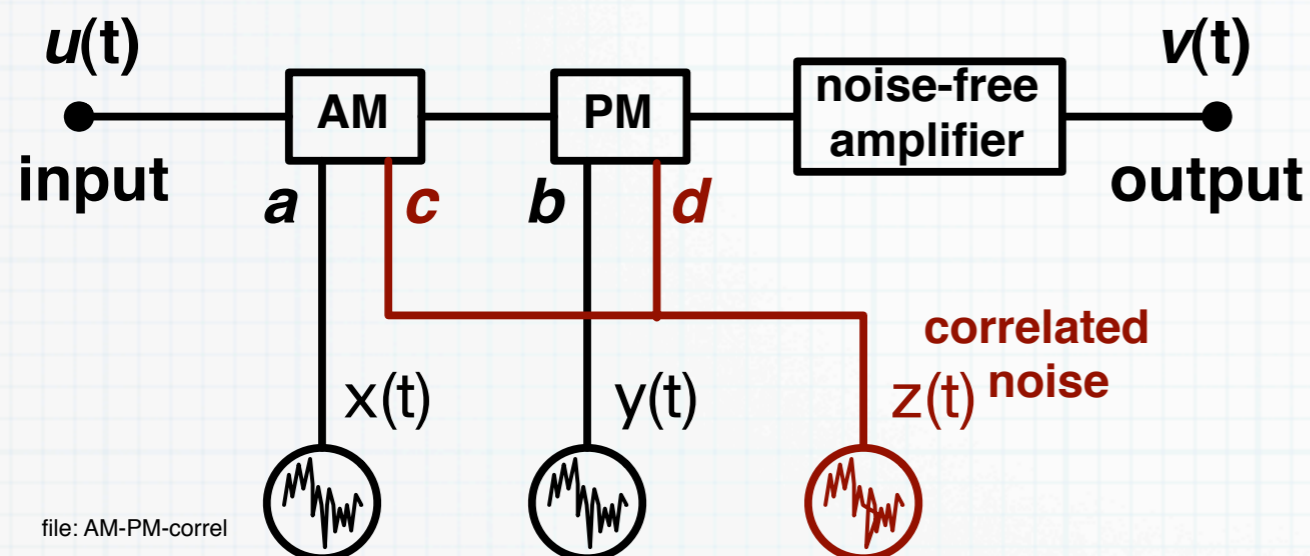 u(t)
v(t)
AM
PM
noise-free
amplifier
input
output
a
c
b
d
correlated
noise
x(t)
y(t)
z(t)
file: AM-PM-correl